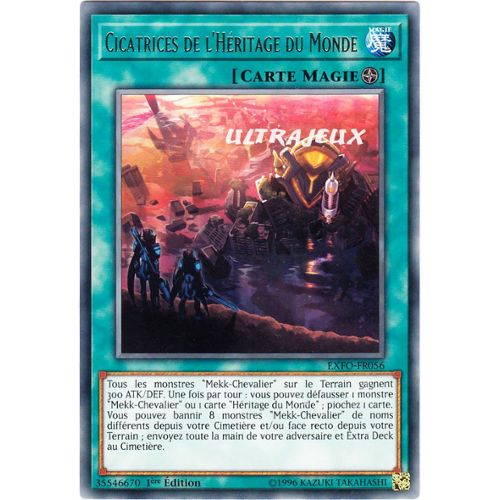 Cicatrices de l'Héritage du Monde
MAGIE
魔
[Carte Magie]
ULTRAJEUX
EXFO-FR056
Tous les monstres "Mekk-Chevalier" sur le Terrain gagnent
300 ATK/DEF. Une fois par tour : vous pouvez défausser 1 monstre
"Mekk-Chevalier" ou 1 carte "Héritage du Monde" ; piochez 1 carte.
Vous pouvez bannir 8 monstres "Mekk-Chevalier" de noms
différents depuis votre Cimetière et/ou face recto depuis votre
Terrain ; envoyez toute la main de votre adversaire et Extra Deck
au Cimetière.
35546670 1ère Édition
©1996 KAZUKI TAKAHASHI